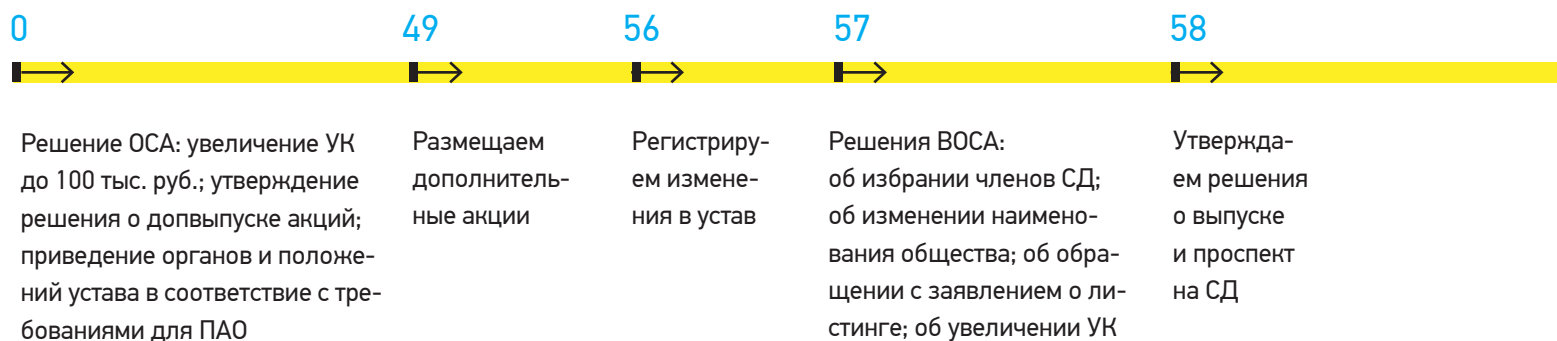 0
49
56
57
58
Решение ОСА: увеличение УК
до 100 тыс. руб.; утверждение
решения о допвыпуске акций;
приведение органов и положе-
ний устава в соответствие с тре-
бованиями для ПАО
Размещаем
дополнитель-
ные акции
Регистриру-
ем измене-
ния в устав
Решения ВОСА:
об избрании членов СД;
об изменении наимено-
вания общества; об обра-
щении с заявлением о ли-
стинге; об увеличении УК
Утвержда-
ем решения
о выпуске
и проспект
на СД